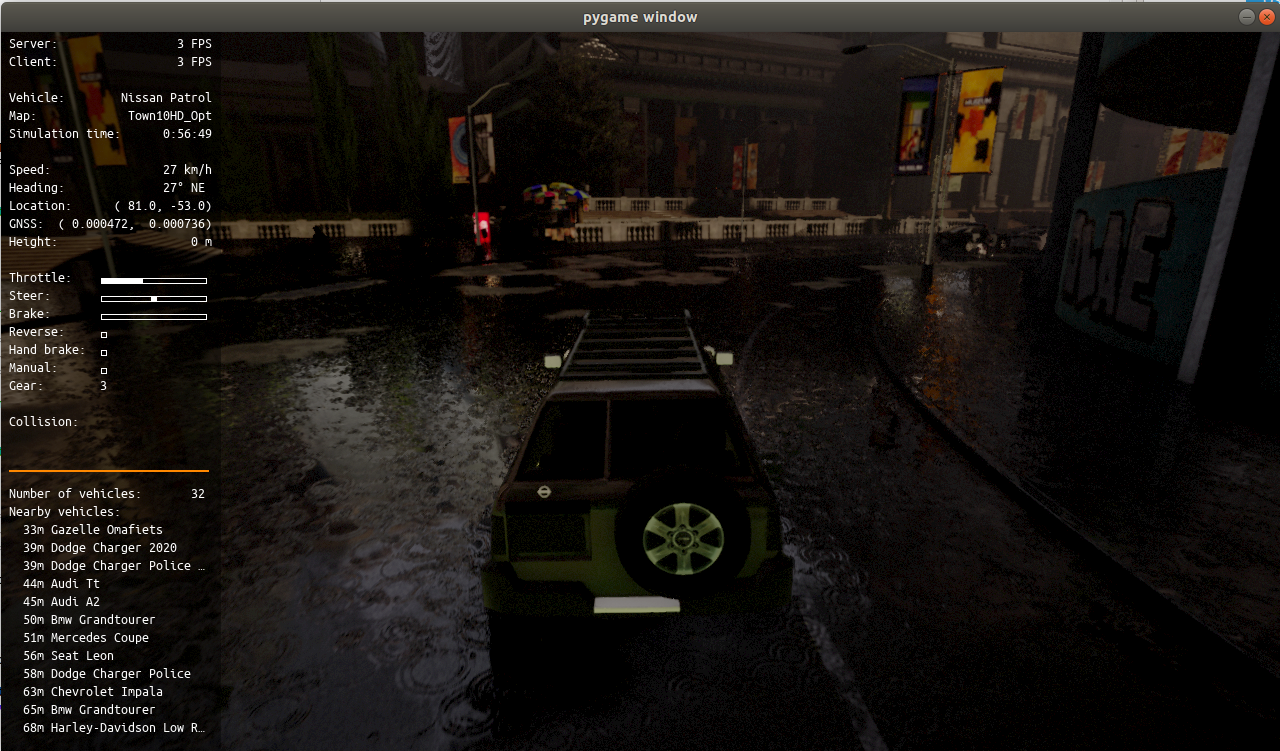 pygame window
Server: 3 FPS
Client: 3 FPS
Vehicle: Nissan Patrol
Map: Town10HD_Opt
Simulation time: 0:56:49
Speed: 27 km/h
Heading: 27° NE
Location: ( 81.0, -53.0)
GNSS: ( 0.000472, 0.000736)
Height: 0 m
Throttle:
Steer:
Brake:
Reverse:
Hand brake:
Manual:
Gear: 3
Collision:
Number of vehicles: 32
Nearby vehicles:
33m Gazelle Omafiets
39m Dodge Charger 2020
39m Dodge Charger Police …
44m Audi Tt
45m Audi A2
50m Bmw Grandtourer
51m Mercedes Coupe
56m Seat Leon
58m Dodge Charger Police
63m Chevrolet Impala
65m Bmw Grandtourer
68m Harley-Davidson Low R…
MUSEUM